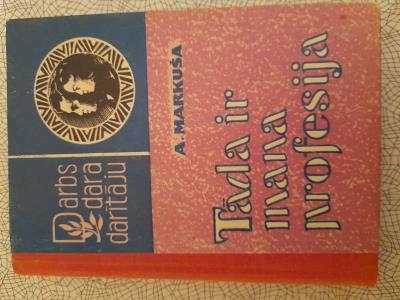 Darbs
dara
darītāju
A. MARKUŠA
Tāda ir
mana
profesija